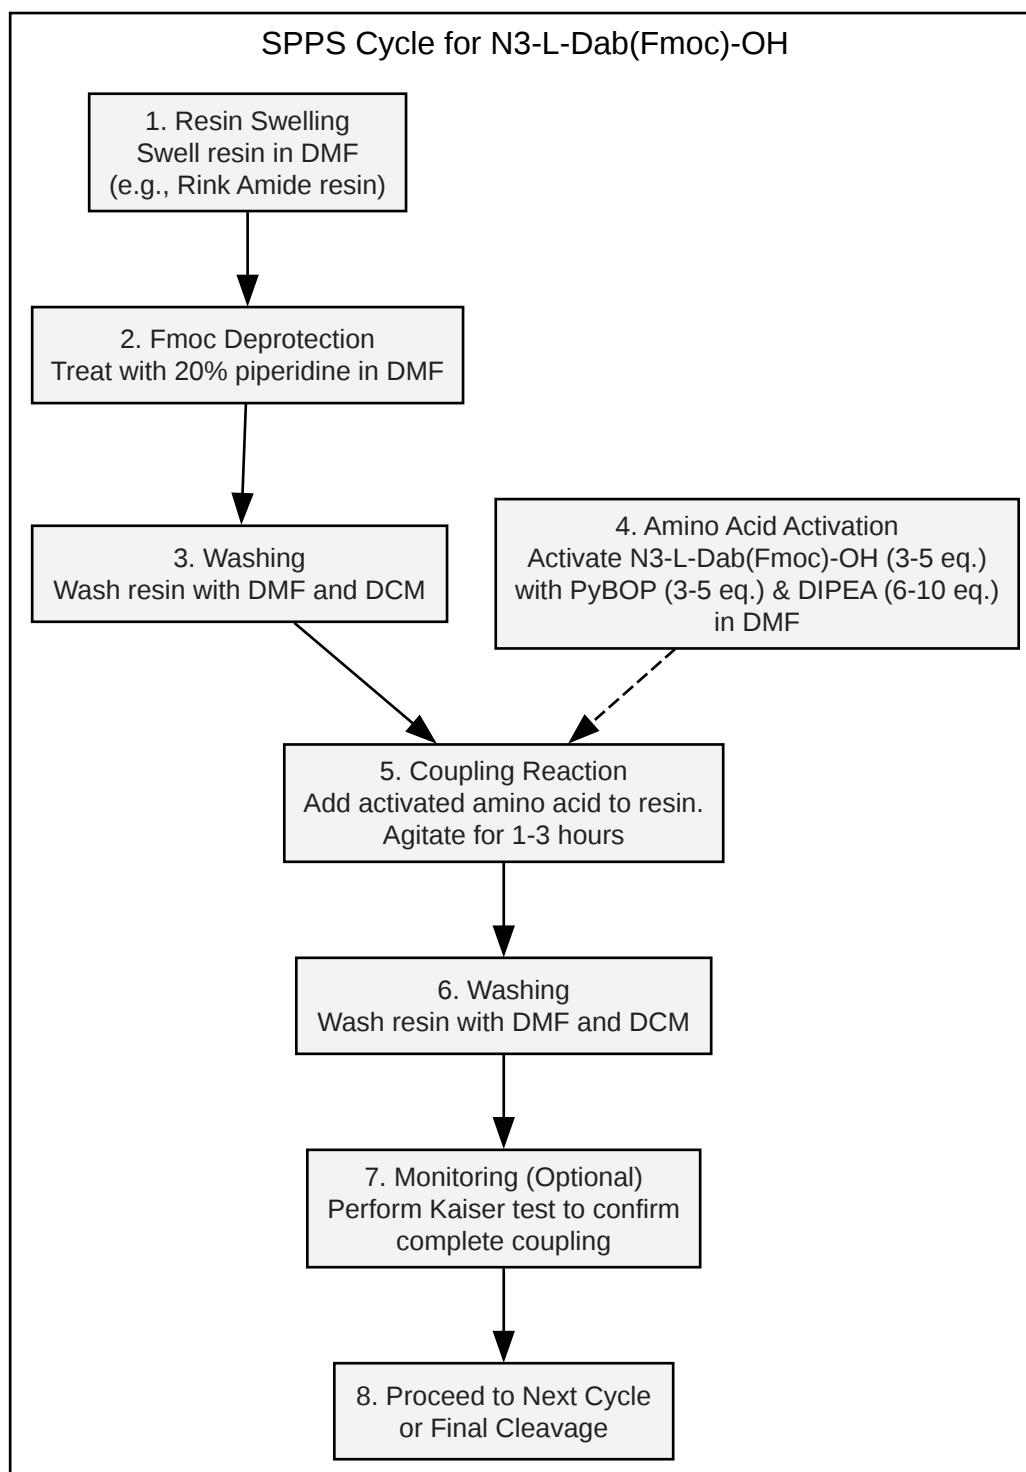 SPPS Cycle for N3-L-Dab(Fmoc)-OH
1. Resin Swelling
Swell resin in DMF
(e.g., Rink Amide resin)
2. Fmoc Deprotection
Treat with 20% piperidine in DMF
3. Washing
Wash resin with DMF and DCM
4. Amino Acid Activation
Activate N3-L-Dab(Fmoc)-OH (3-5 eq.)
with PyBOP (3-5 eq.) & DIPEA (6-10 eq.)
in DMF
5. Coupling Reaction
Add activated amino acid to resin.
Agitate for 1-3 hours
6. Washing
Wash resin with DMF and DCM
7. Monitoring (Optional)
Perform Kaiser test to confirm
complete coupling
8. Proceed to Next Cycle
or Final Cleavage